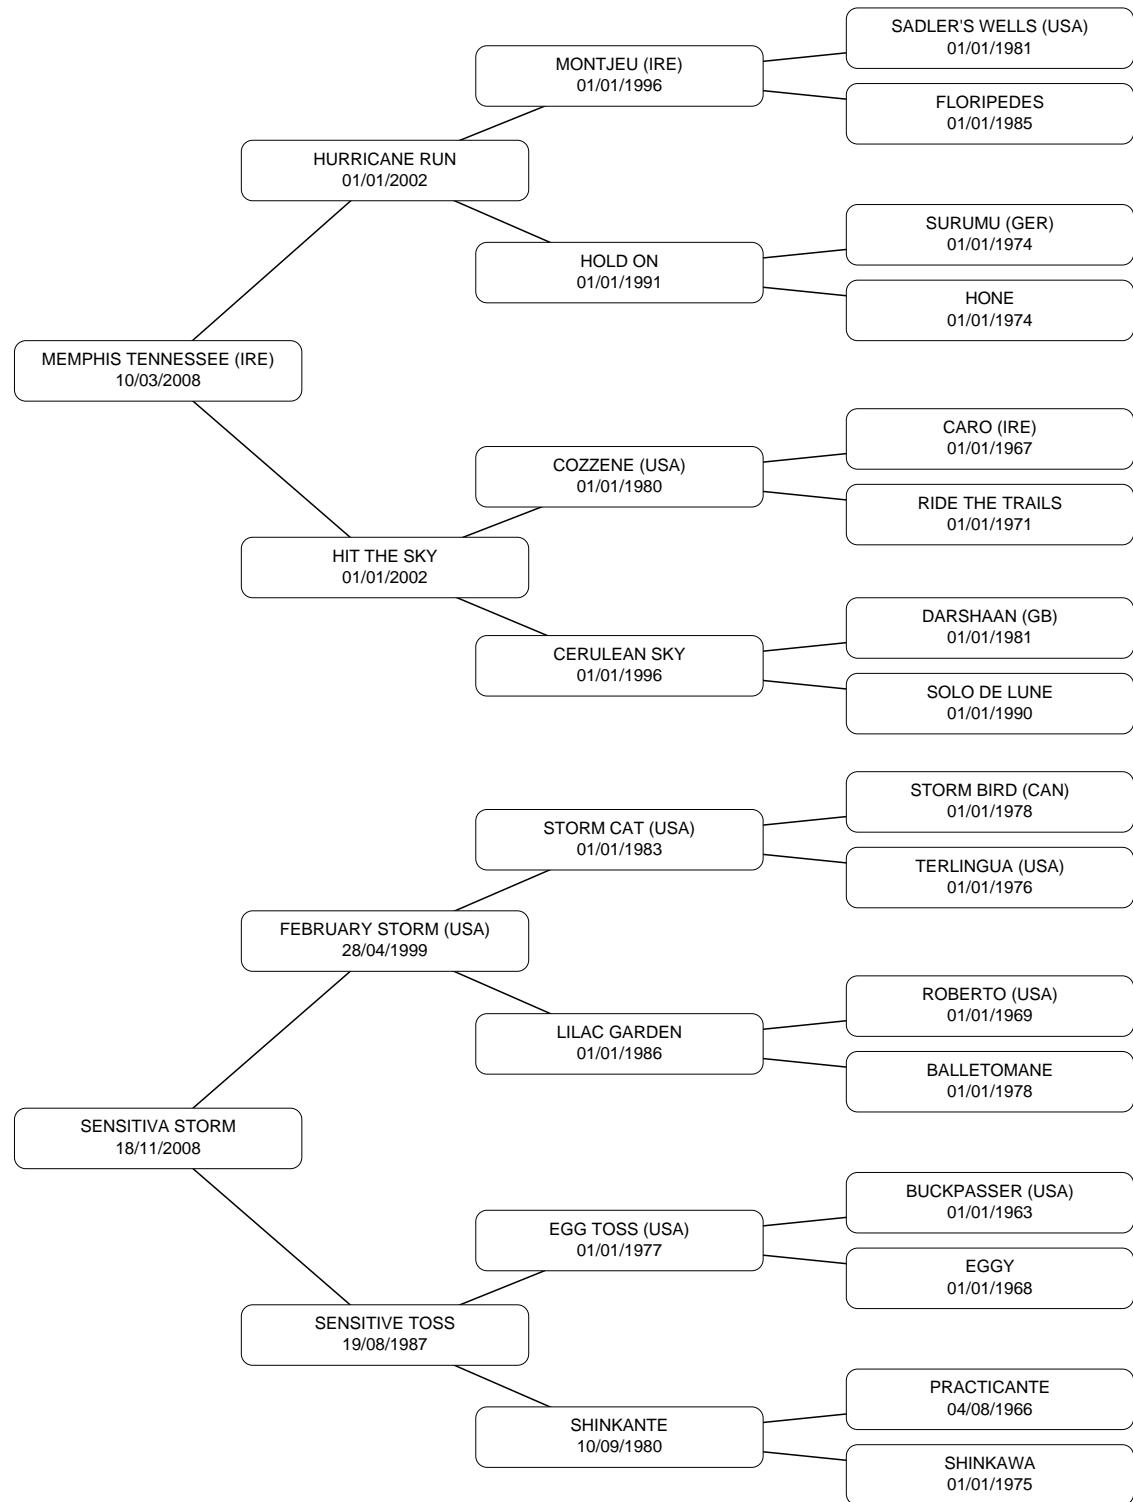 SADLER'S WELLS (USA)
01/01/1981
MONTJEU (IRE)
01/01/1996
FLORIPEDES
01/01/1985
HURRICANE RUN
01/01/2002
SURUMU (GER)
01/01/1974
HOLD ON
01/01/1991
HONE
01/01/1974
MEMPHIS TENNESSEE (IRE)
10/03/2008
CARO (IRE)
01/01/1967
COZZENE (USA)
01/01/1980
RIDE THE TRAILS
01/01/1971
HIT THE SKY
01/01/2002
DARSHAAN (GB)
01/01/1981
CERULEAN SKY
01/01/1996
SOLO DE LUNE
01/01/1990
STORM BIRD (CAN)
01/01/1978
STORM CAT (USA)
01/01/1983
TERLINGUA (USA)
01/01/1976
FEBRUARY STORM (USA)
28/04/1999
ROBERTO (USA)
01/01/1969
LILAC GARDEN
01/01/1986
BALLETOMANE
01/01/1978
SENSITIVA STORM
18/11/2008
BUCKPASSER (USA)
01/01/1963
EGG TOSS (USA)
01/01/1977
EGGY
01/01/1968
SENSITIVE TOSS
19/08/1987
PRACTICANTE
04/08/1966
SHINKANTE
10/09/1980
SHINKAWA
01/01/1975